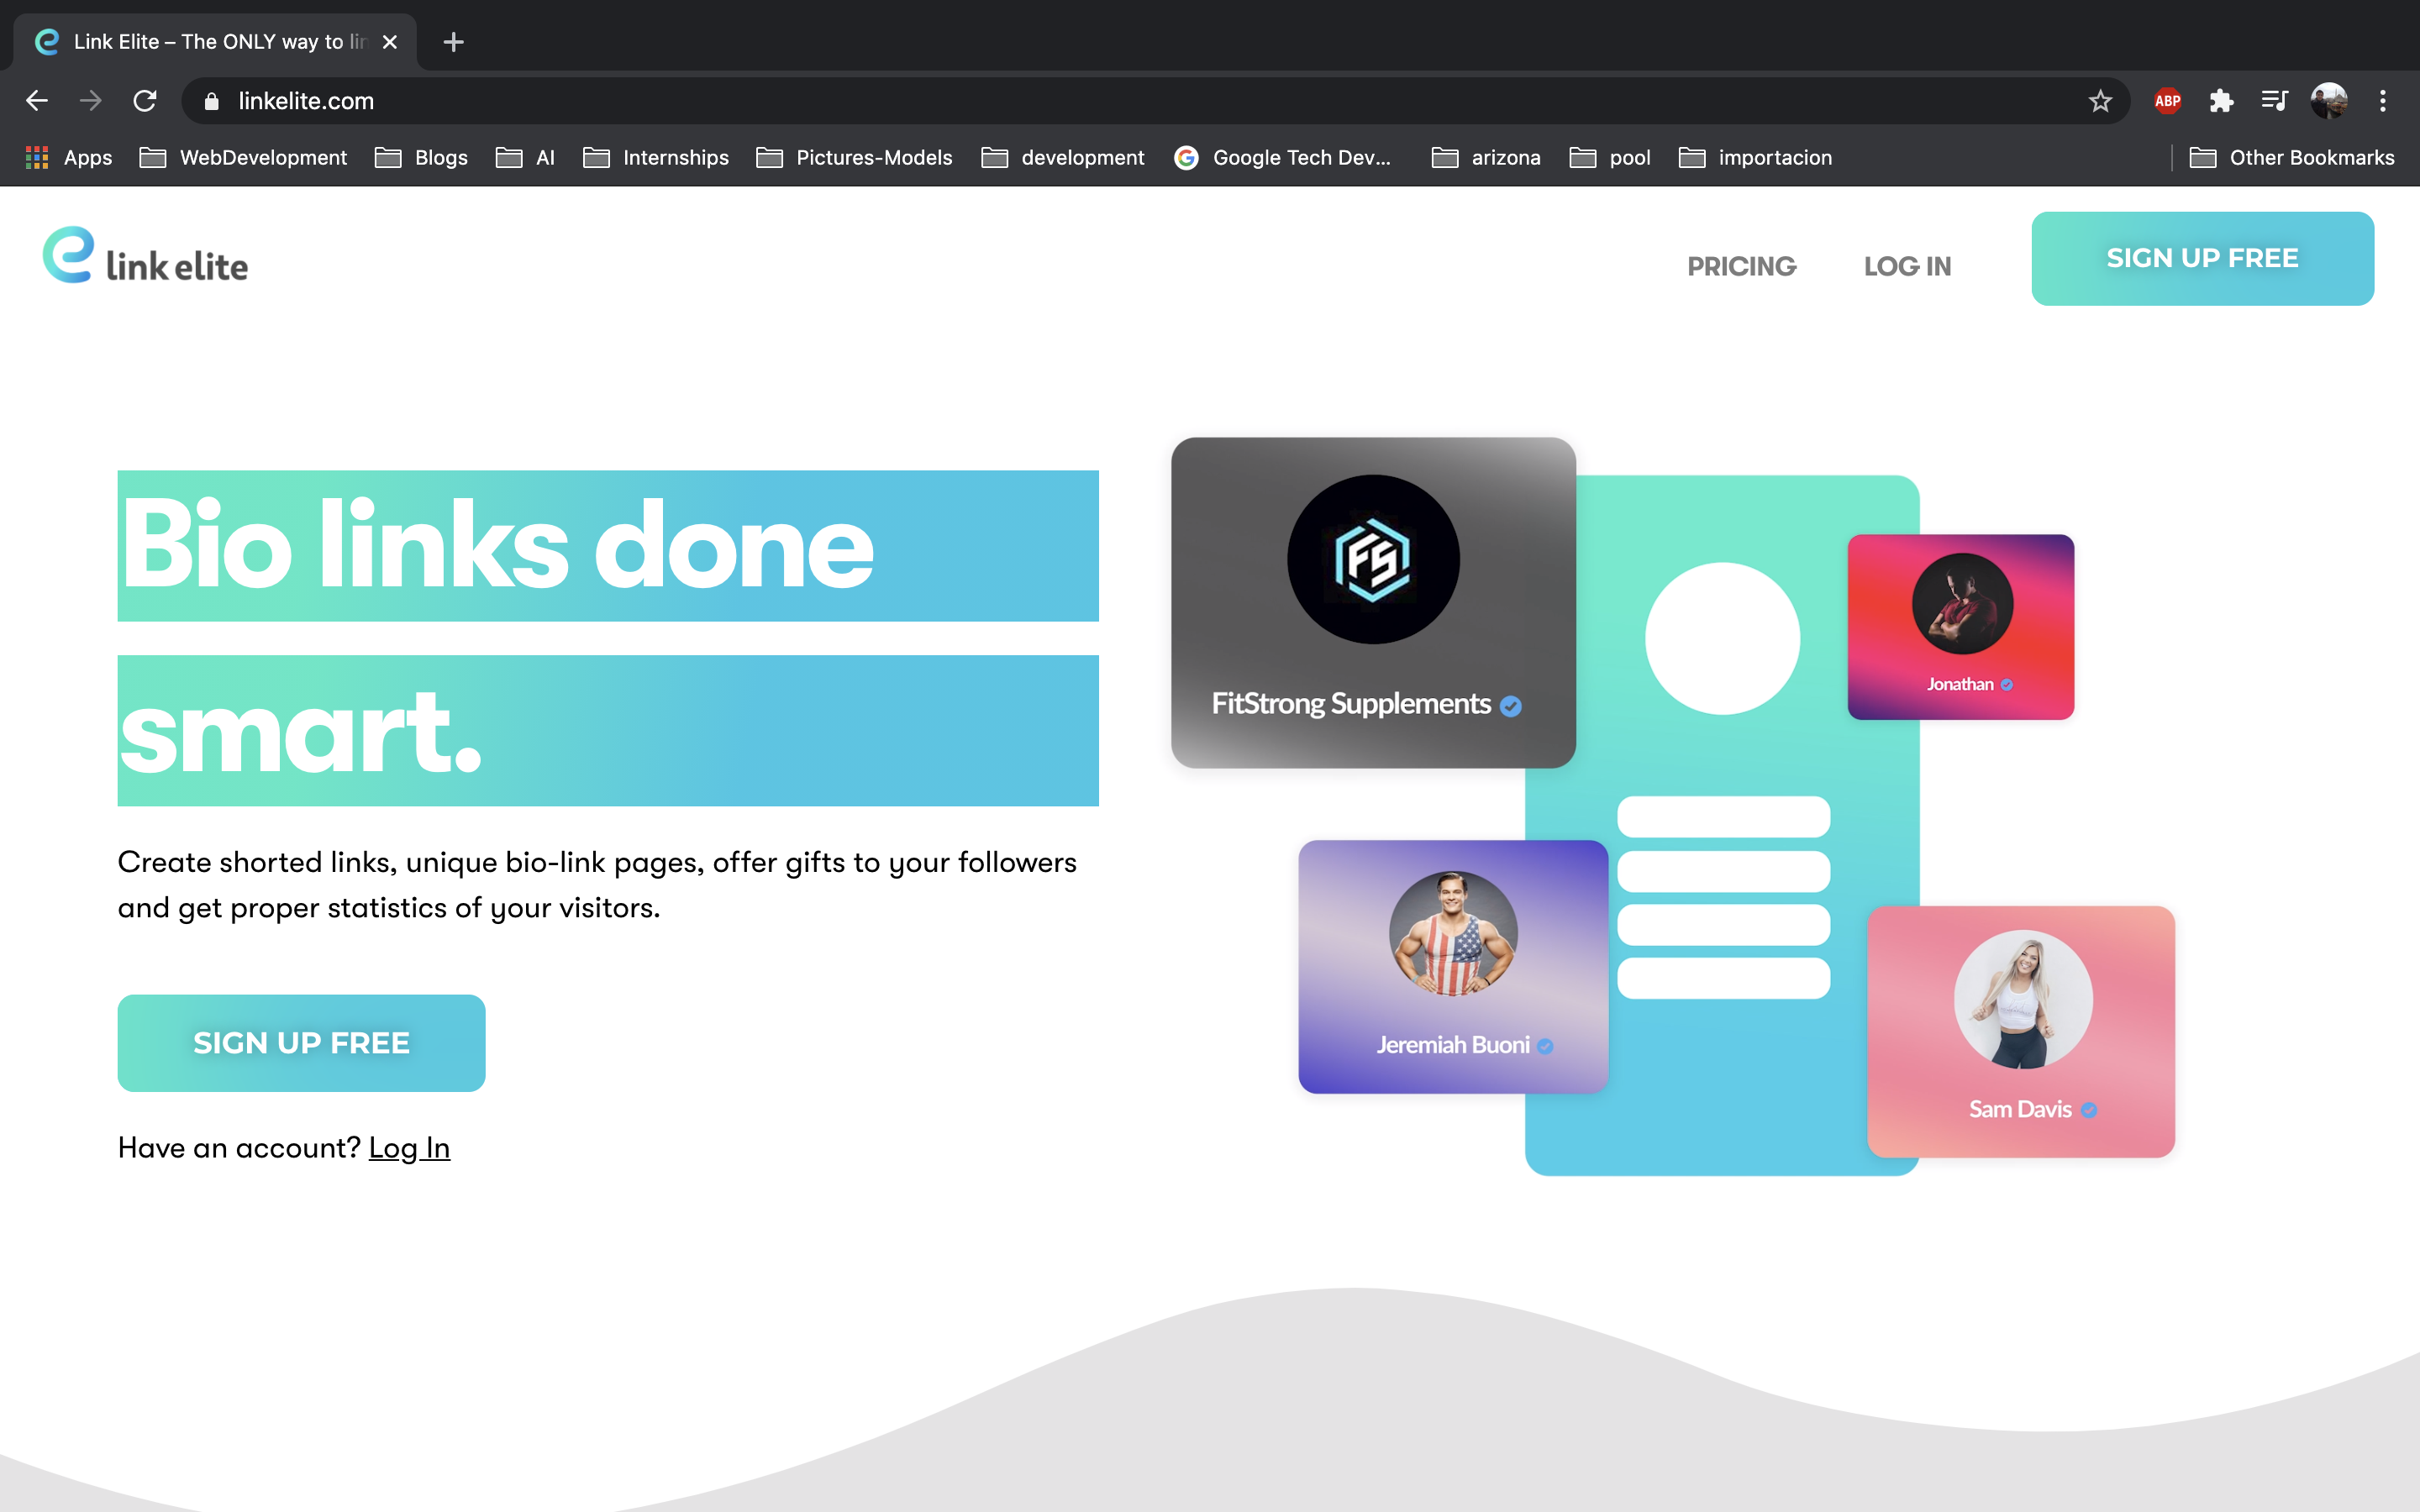 Link Elite – The ONLY way to lin
linkelite.com
ABP
Apps WebDevelopment Blogs AI Internships Pictures-Models development Google Tech Dev... arizona pool importacion Other Bookmarks
link elite
PRICING LOG IN SIGN UP FREE
Bio links done
smart.
Create shorted links, unique bio-link pages, offer gifts to your followers
and get proper statistics of your visitors.
SIGN UP FREE
Have an account? Log In
FS
FitStrong Supplements
Jonathan
Jeremiah Buoni
Sam Davis